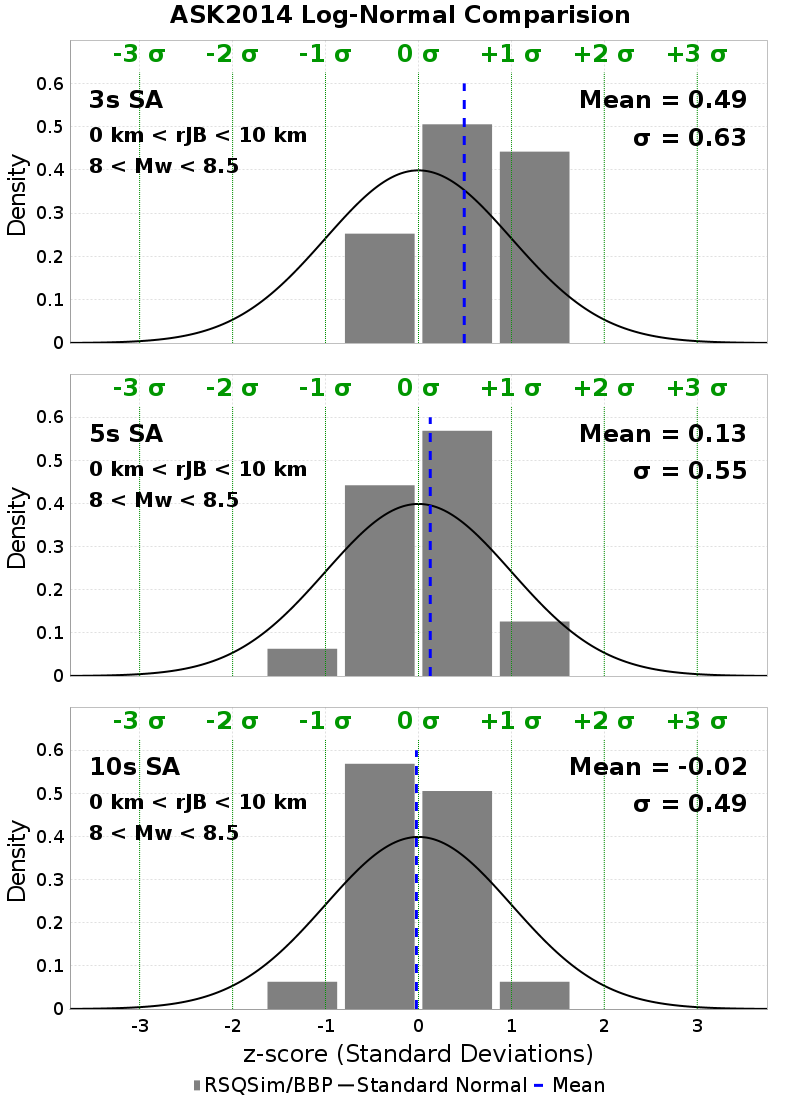 ASK2014 Log-Normal Comparision
-3 σ -2 σ -1 σ 0 σ +1 σ +2 σ +3 σ
3s SA
0 km < rJB < 10 km
8 < Mw < 8.5
Mean = 0.49
σ = 0.63
Density
0.6
0.5
0.4
0.3
0.2
0.1
0
-3 σ -2 σ -1 σ 0 σ +1 σ +2 σ +3 σ
5s SA
0 km < rJB < 10 km
8 < Mw < 8.5
Mean = 0.13
σ = 0.55
Density
0.6
0.5
0.4
0.3
0.2
0.1
0
-3 σ -2 σ -1 σ 0 σ +1 σ +2 σ +3 σ
10s SA
0 km < rJB < 10 km
8 < Mw < 8.5
Mean = -0.02
σ = 0.49
Density
0.6
0.5
0.4
0.3
0.2
0.1
0
-3 -2 -1 0 1 2 3
z-score (Standard Deviations)
RSQSim/BBP Standard Normal Mean